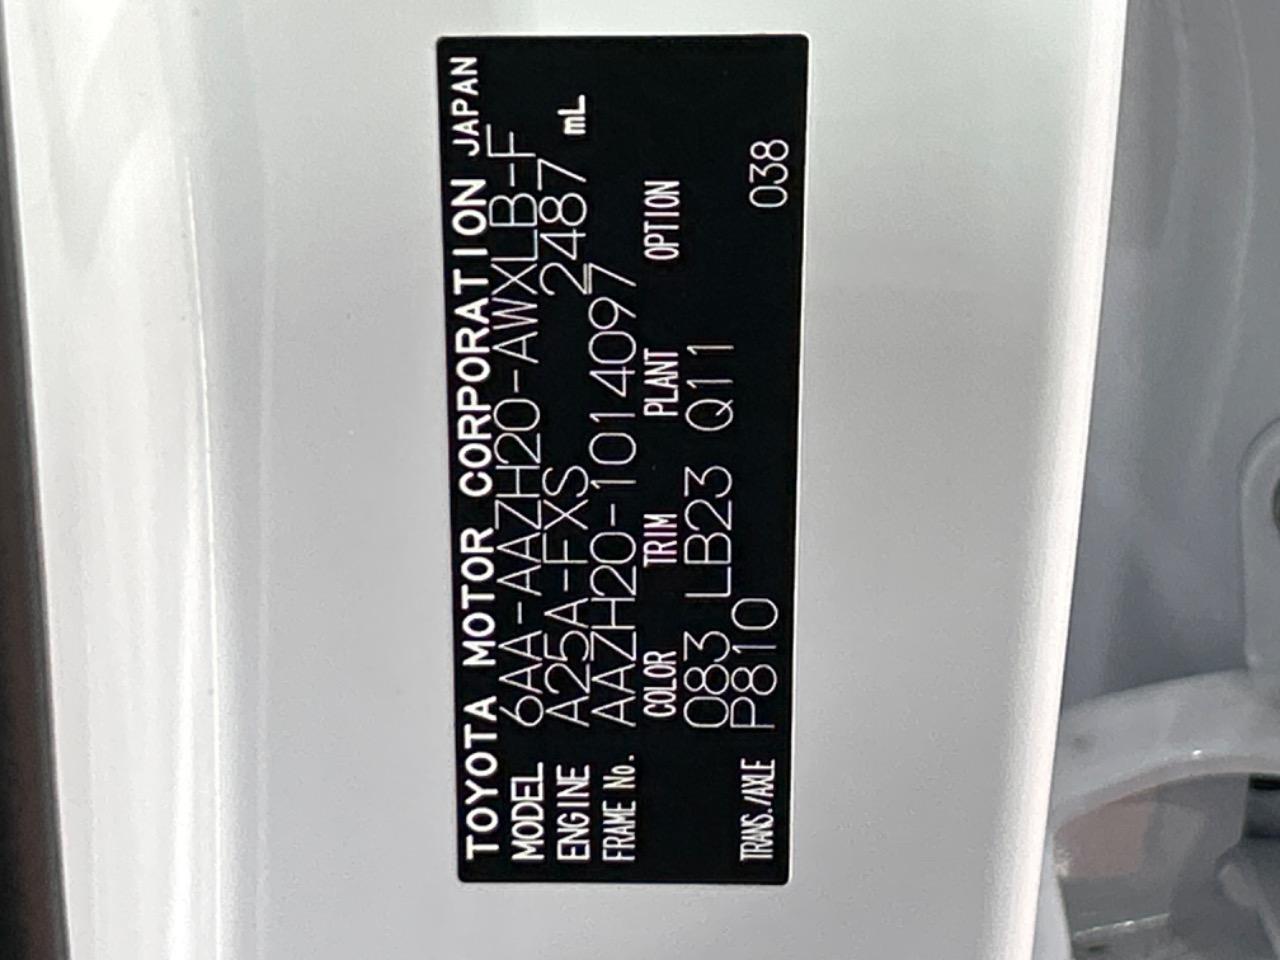 TOYOTA MOTOR CORPORATION JAPAN
MODEL 6AA-AAZH20-AWXLB-F
ENGINE A25A-FXS 2487 mL
FRAME No. AAZH20-1014097
COLOR TRIM PLANT OPTION
083 LB23 Q11
TRANS./AXLE P810 038